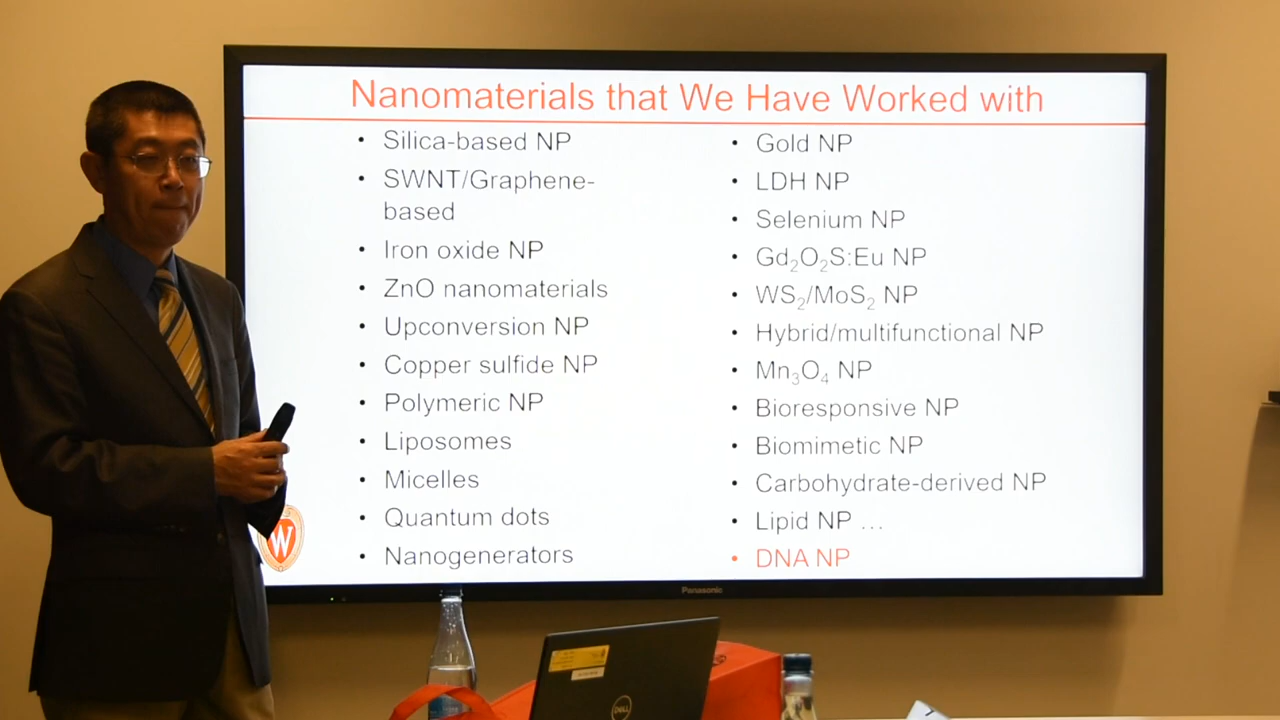 Nanomaterials that We Have Worked with
• Silica-based NP
• SWNT/Graphene-
based
• Iron oxide NP
• ZnO nanomaterials
• Upconversion NP
• Copper sulfide NP
• Polymeric NP
• Liposomes
• Micelles
• Quantum dots
• Nanogenerators
• Gold NP
• LDH NP
• Selenium NP
• Gd₂O₂S:Eu NP
• WS₂/MoS₂ NP
• Hybrid/multifunctional NP
• Mn₃O₄ NP
• Bioresponsive NP
• Biomimetic NP
• Carbohydrate-derived NP
• Lipid NP ...
• DNA NP
W
Panasonic
DELL